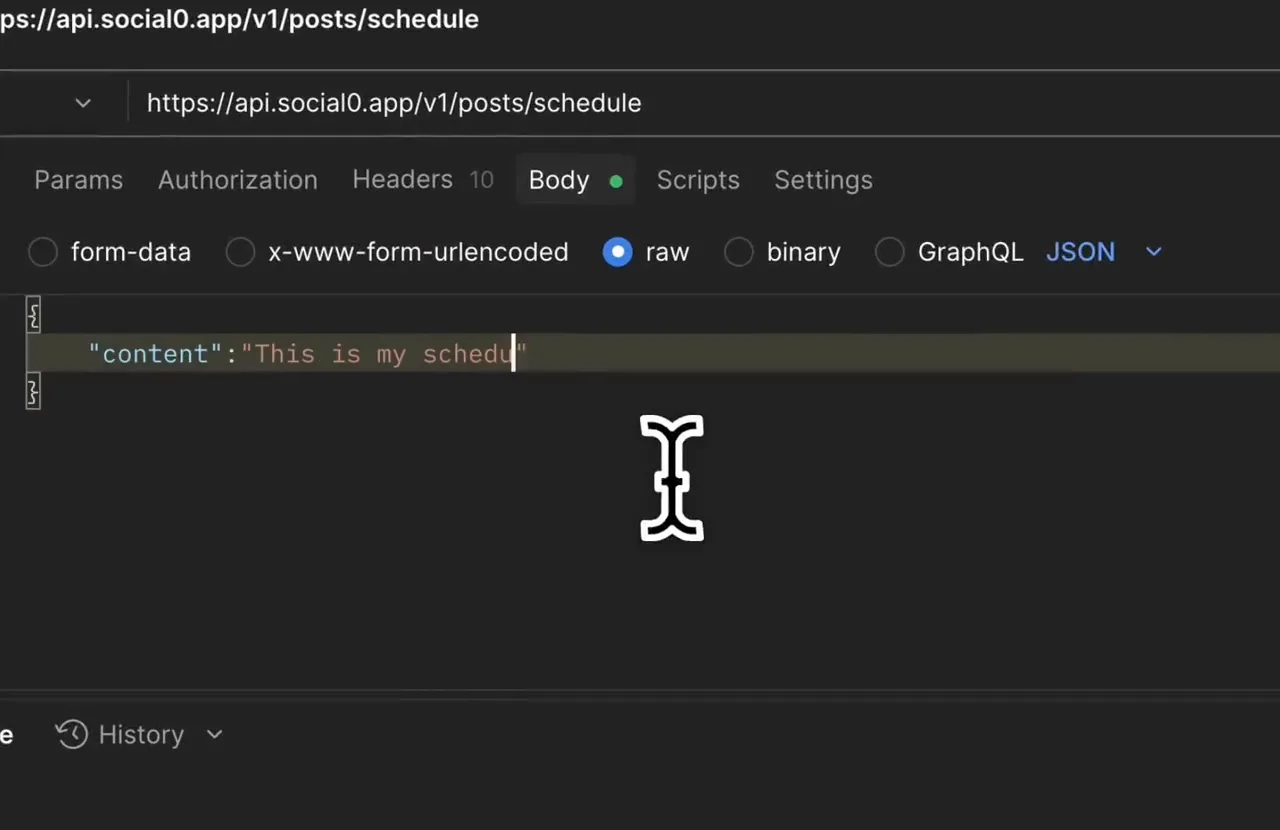 ps://api.social0.app/v1/posts/schedule
https://api.social0.app/v1/posts/schedule
Params Authorization Headers 10 Body Scripts Settings
form-data x-www-form-urlencoded raw binary GraphQL JSON
{
"content":"This is my schedu"
}
e History